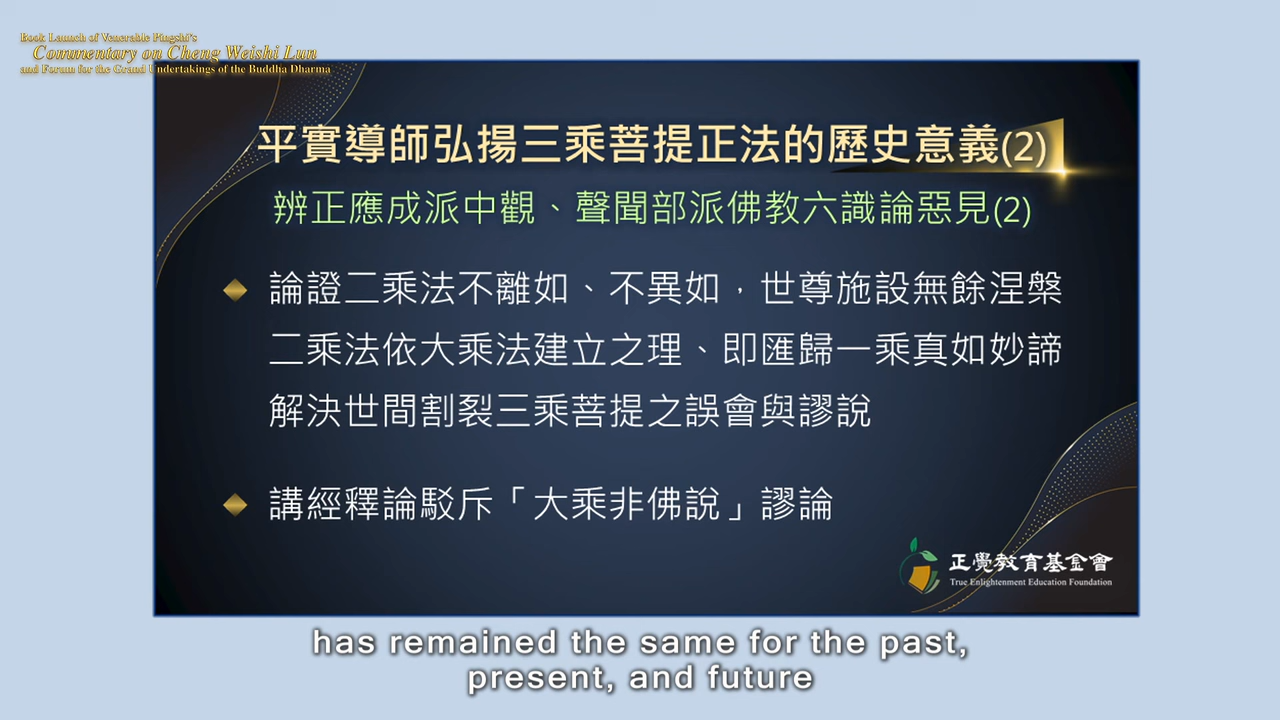 Book Launch of Venerable Pingshi's
Commentary on Cheng Weishi Lun
and Forum for the Grand Undertakings of the Buddha Dharma
平實導師弘揚三乘菩提正法的歷史意義(2)
辨正應成派中觀、聲聞部派佛教六識論惡見(2)
論證二乘法不離如、不異如，世尊施設無餘涅槃
二乘法依大乘法建立之理、即匯歸一乘真如妙諦
解決世間割裂三乘菩提之誤會與謬說
講經釋論駁斥「大乘非佛說」謬論
正覺教育基金會
True Enlightenment Education Foundation
has remained the same for the past,
present, and future